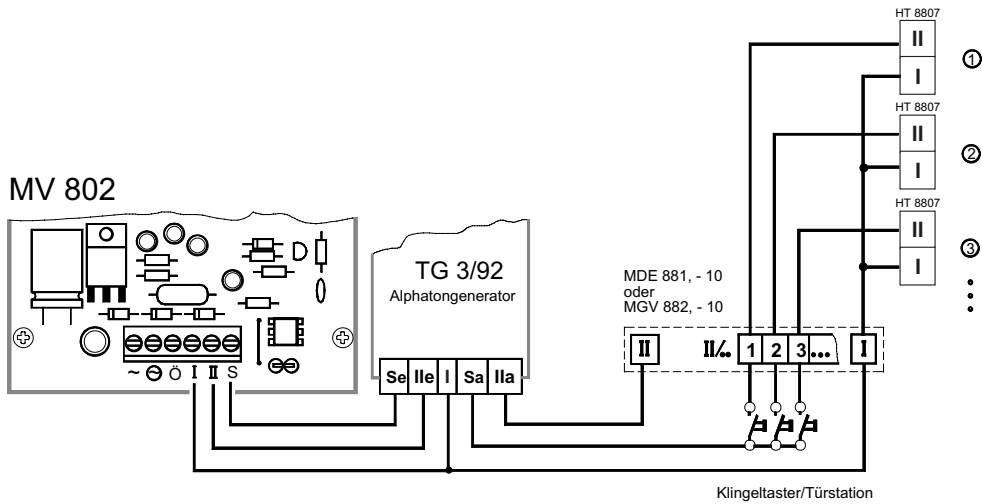 HT 8807
II
I
①
HT 8807
II
I
②
HT 8807
II
I
③
MV 802
TG 3/92
Alphatongenerator
MDE 881, - 10
oder
MGV 882, - 10
II II/.. 1 2 3 ... I
~ Ö I II S
Se IIe I Sa IIa
Klingeltaster/Türstation